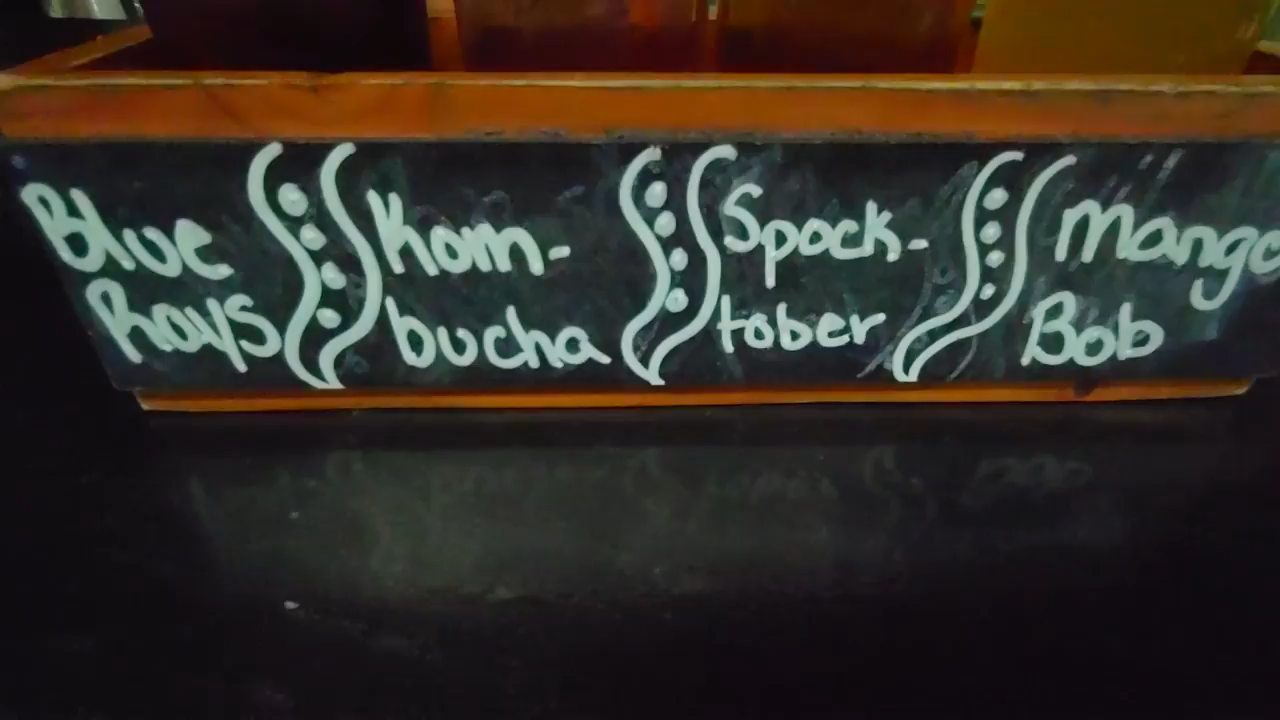 Blue
Rays
Kom-
bucha
Spock-
tober
Mango
Bob